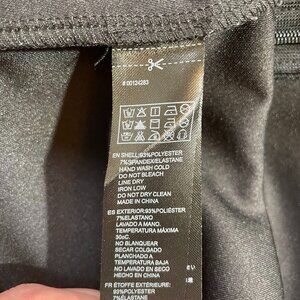 #00124283
EN SHELL:93%POLYESTER
7%SPANDEX/ELASTANE
HAND WASH COLD
DO NOT BLEACH
LINE DRY
IRON LOW
DO NOT DRY CLEAN
MADE IN CHINA
ES EXTERIOR:93%POLIÉSTER
7%ELASTANO
LAVAR A MANO.
TEMPERATURA MÁXIMA
30oC.
NO BLANQUEAR
SECAR COLGADO
PLANCHADO A
TEMPERATURA BAJA
NO LAVADO EN SECO
HECHO EN CHINA
FR ÉTOFFE EXTÉRIEURE:
93%POLYESTER
7%ÉLASTANNE